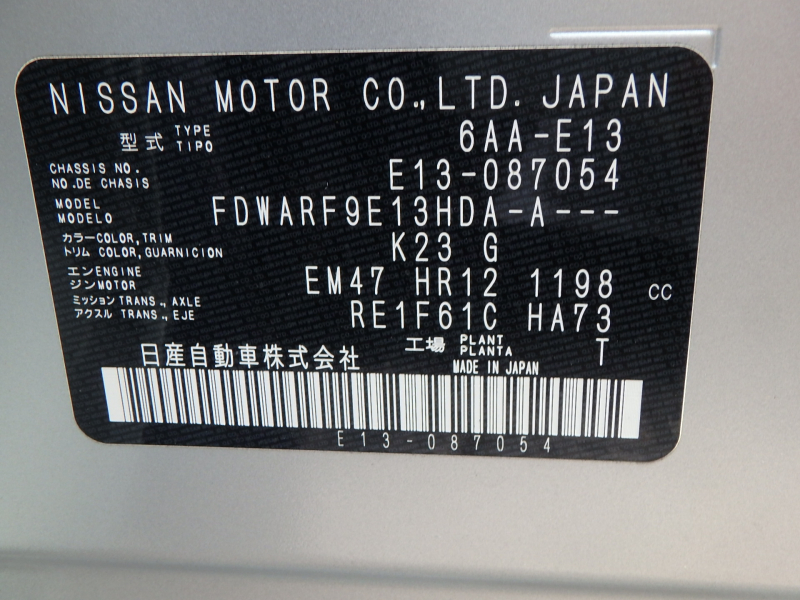 NISSAN MOTOR CO.,LTD. JAPAN
型式 TYPE TIPO 6AA-E13
CHASSIS NO. NO.DE CHASIS E13-087054
MODEL MODELO FDWARF9E13HDA-A---
カラーCOLOR,TRIM トリム COLOR,GUARNICION K23 G
エンENGINE ジンMOTOR EM47 HR12 1198 CC
ミッションTRANS.,AXLE アクスル TRANS.,EJE RE1F61C HA73
日産自動車株式会社 工場 PLANT PLANTA T
MADE IN JAPAN
E13-087054